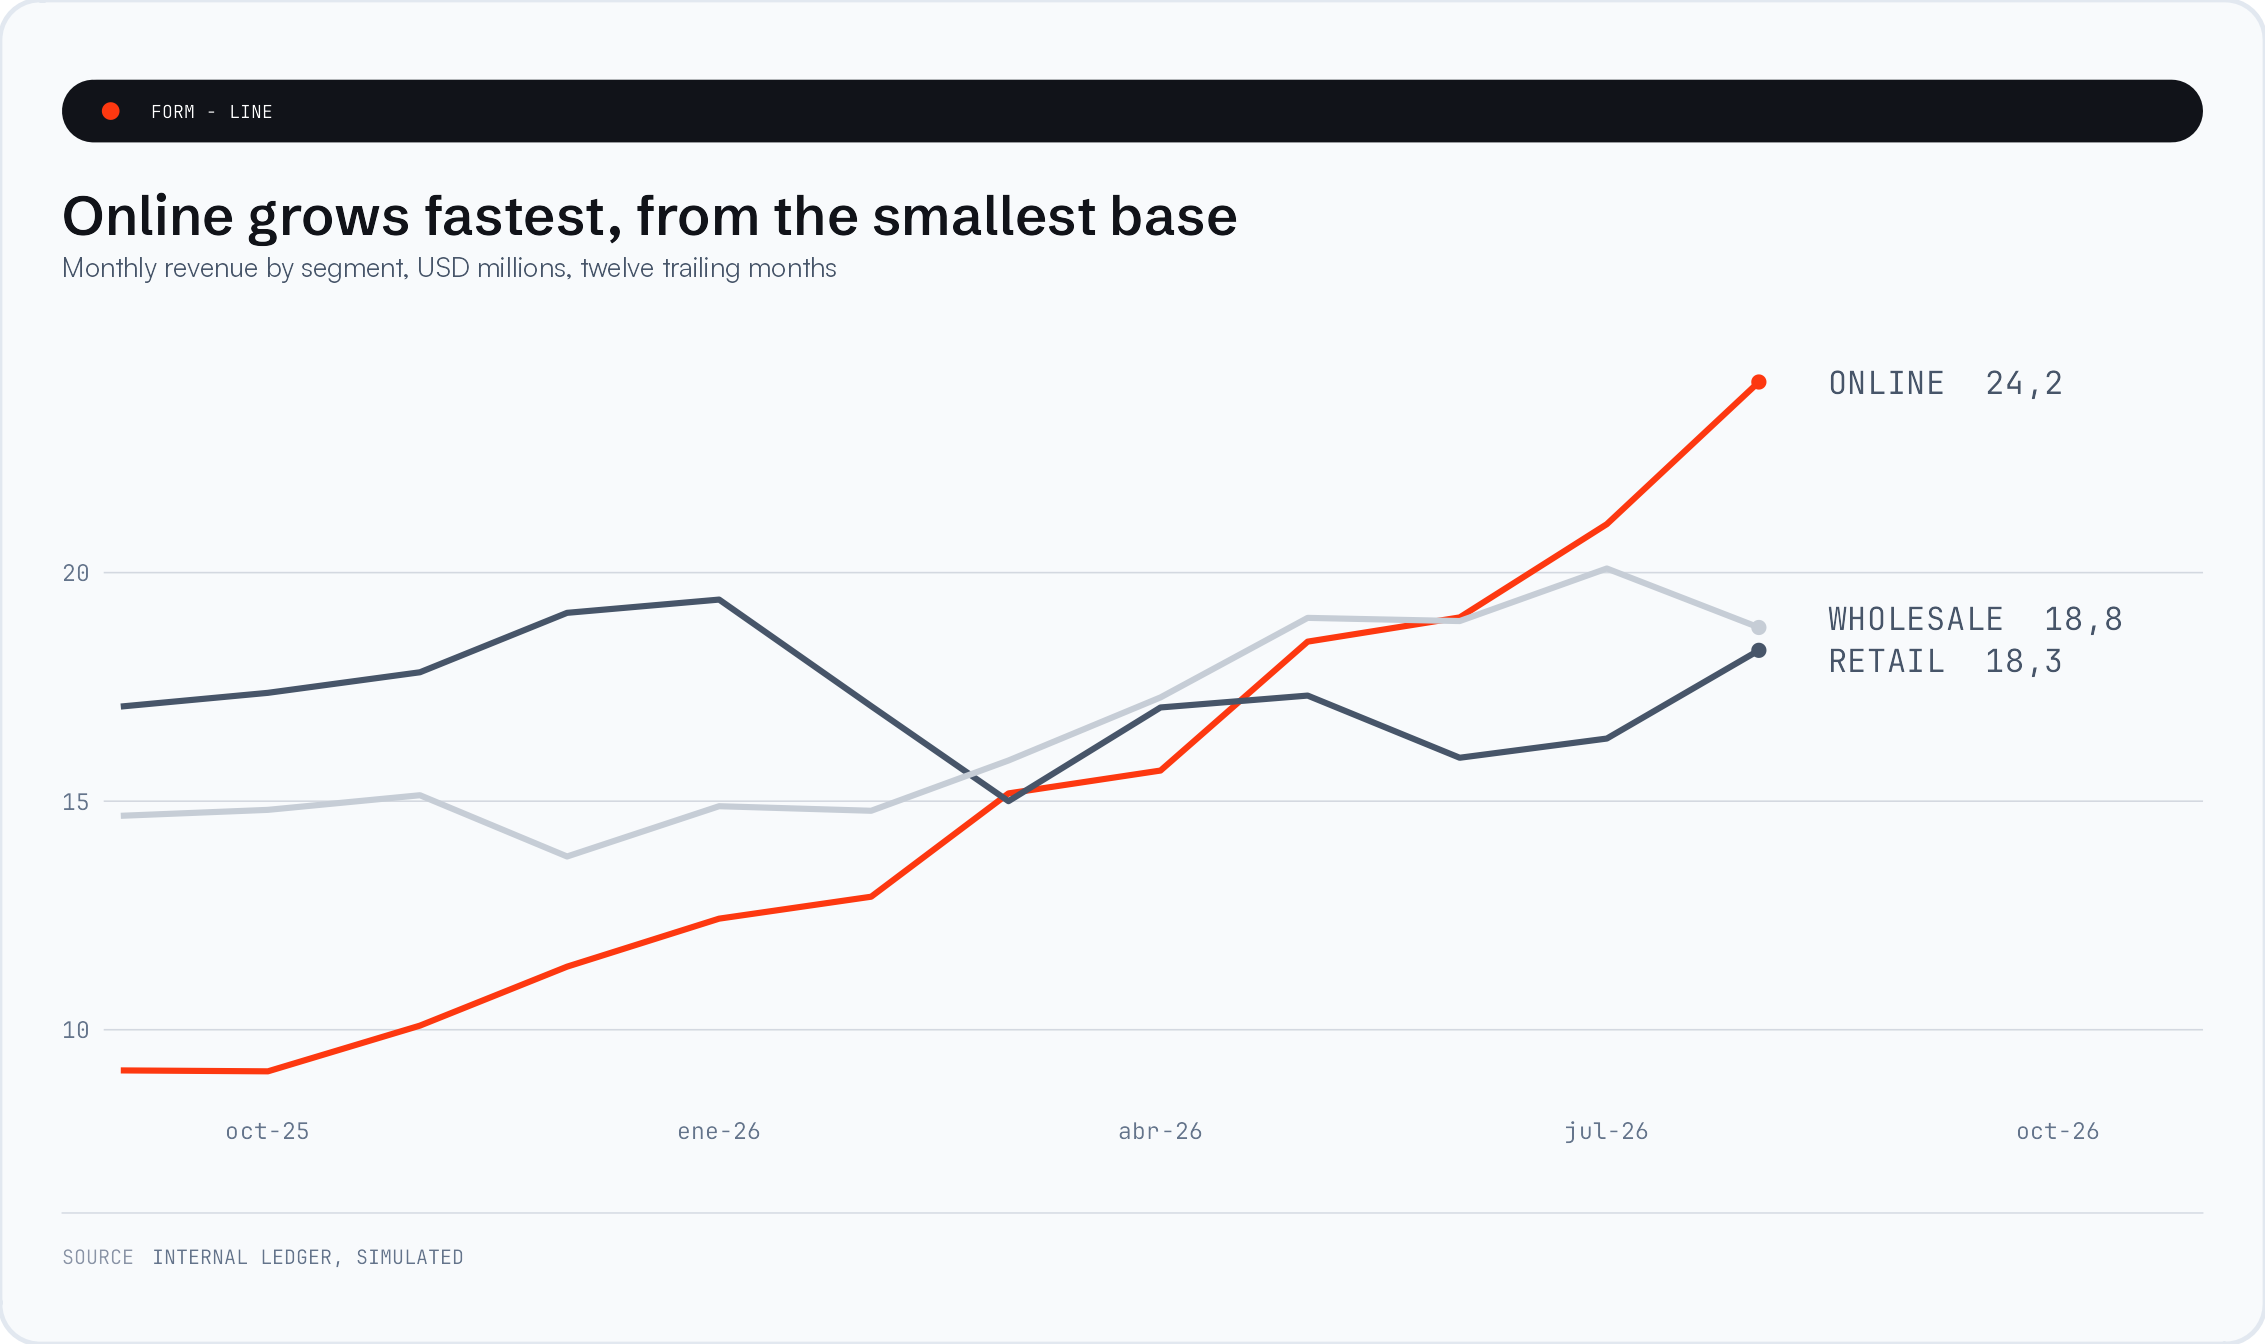 FORM - LINE
Online grows fastest, from the smallest base
Monthly revenue by segment, USD millions, twelve trailing months
ONLINE 24,2
20
WHOLESALE 18,8
RETAIL 18,3
15
10
oct-25 ene-26 abr-26 jul-26 oct-26
SOURCE INTERNAL LEDGER, SIMULATED